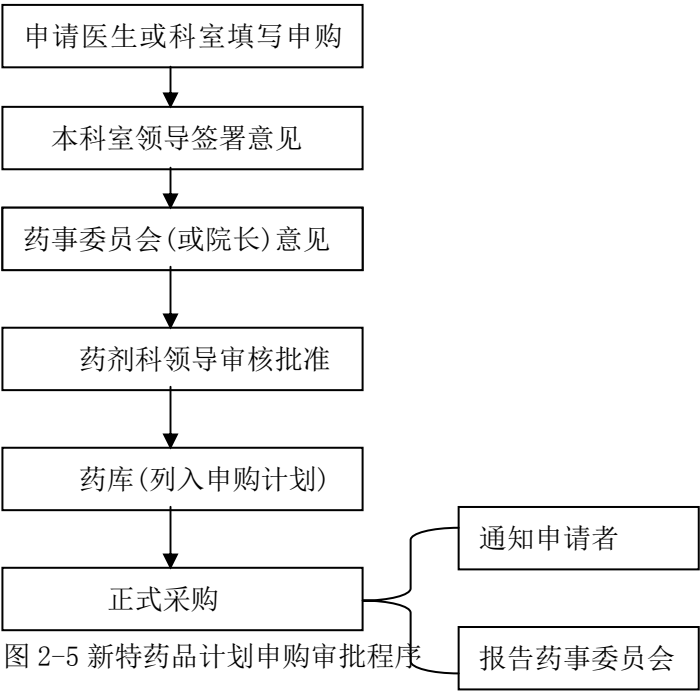 申请医生或科室填写申购
本科室领导签署意见
药事委员会(或院长)意见
药剂科领导审核批准
药库(列入申购计划)
通知申请者
正式采购
图 2-5 新特药品计划申购审批程序
报告药事委员会